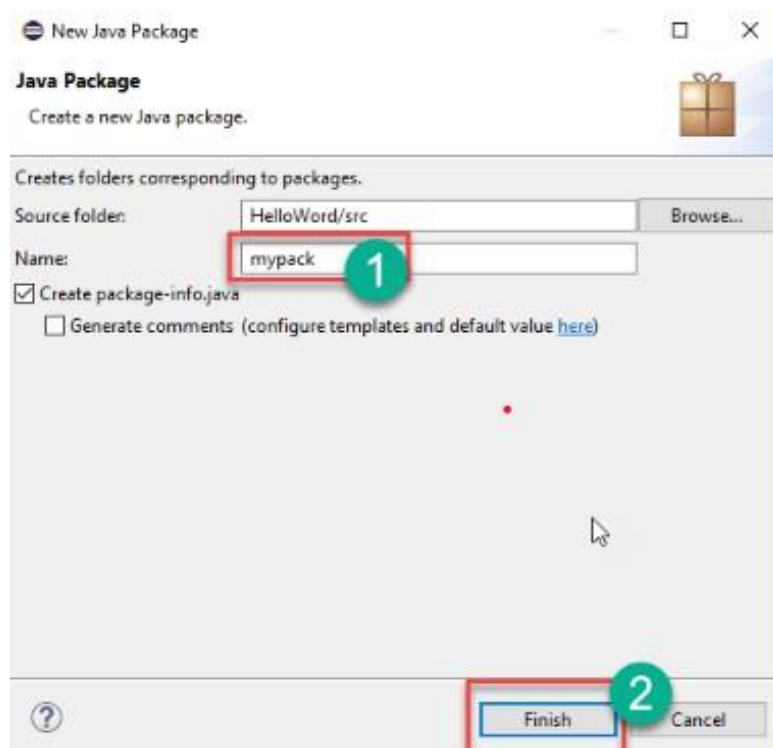 New Java Package
Java Package
Create a new Java package.
Creates folders corresponding to packages.
Source folder: HelloWord/src Browse...
Name: mypack 1
Create package-info.java
Generate comments (configure templates and default value here)
2
? Finish Cancel